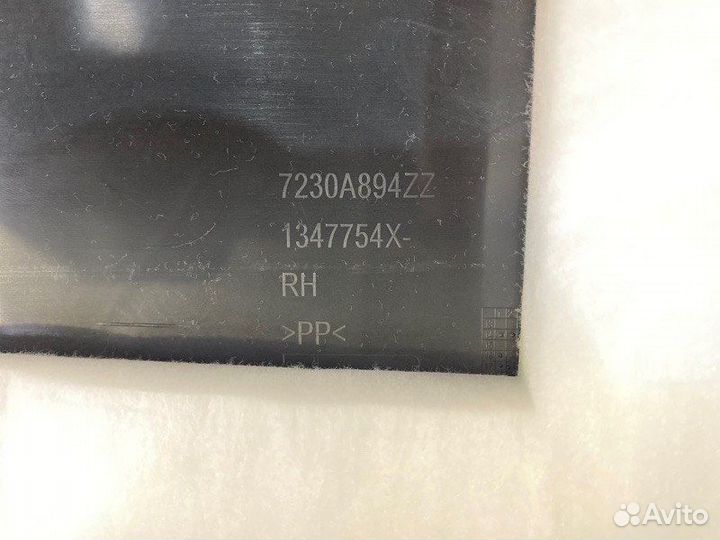 7230A894ZZ
1347754X-
RH
>PP<
Avito